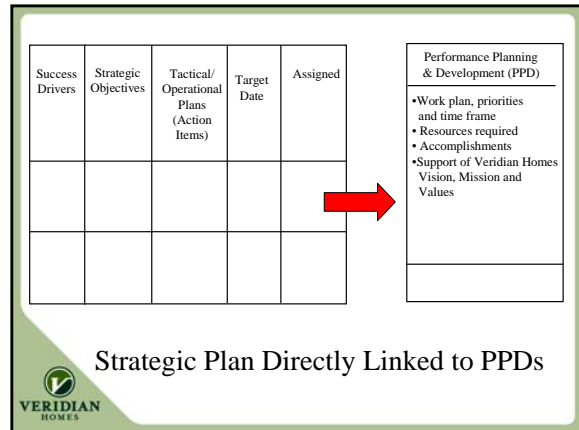 Success
Drivers
Strategic
Objectives
Tactical/
Operational
Plans
(Action
Items)
Target
Date
Assigned
Performance Planning
& Development (PPD)
•Work plan, priorities
and time frame
• Resources required
• Accomplishments
•Support of Veridian Homes
Vision, Mission and
Values
Strategic Plan Directly Linked to PPDs
VERIDIAN
HOMES